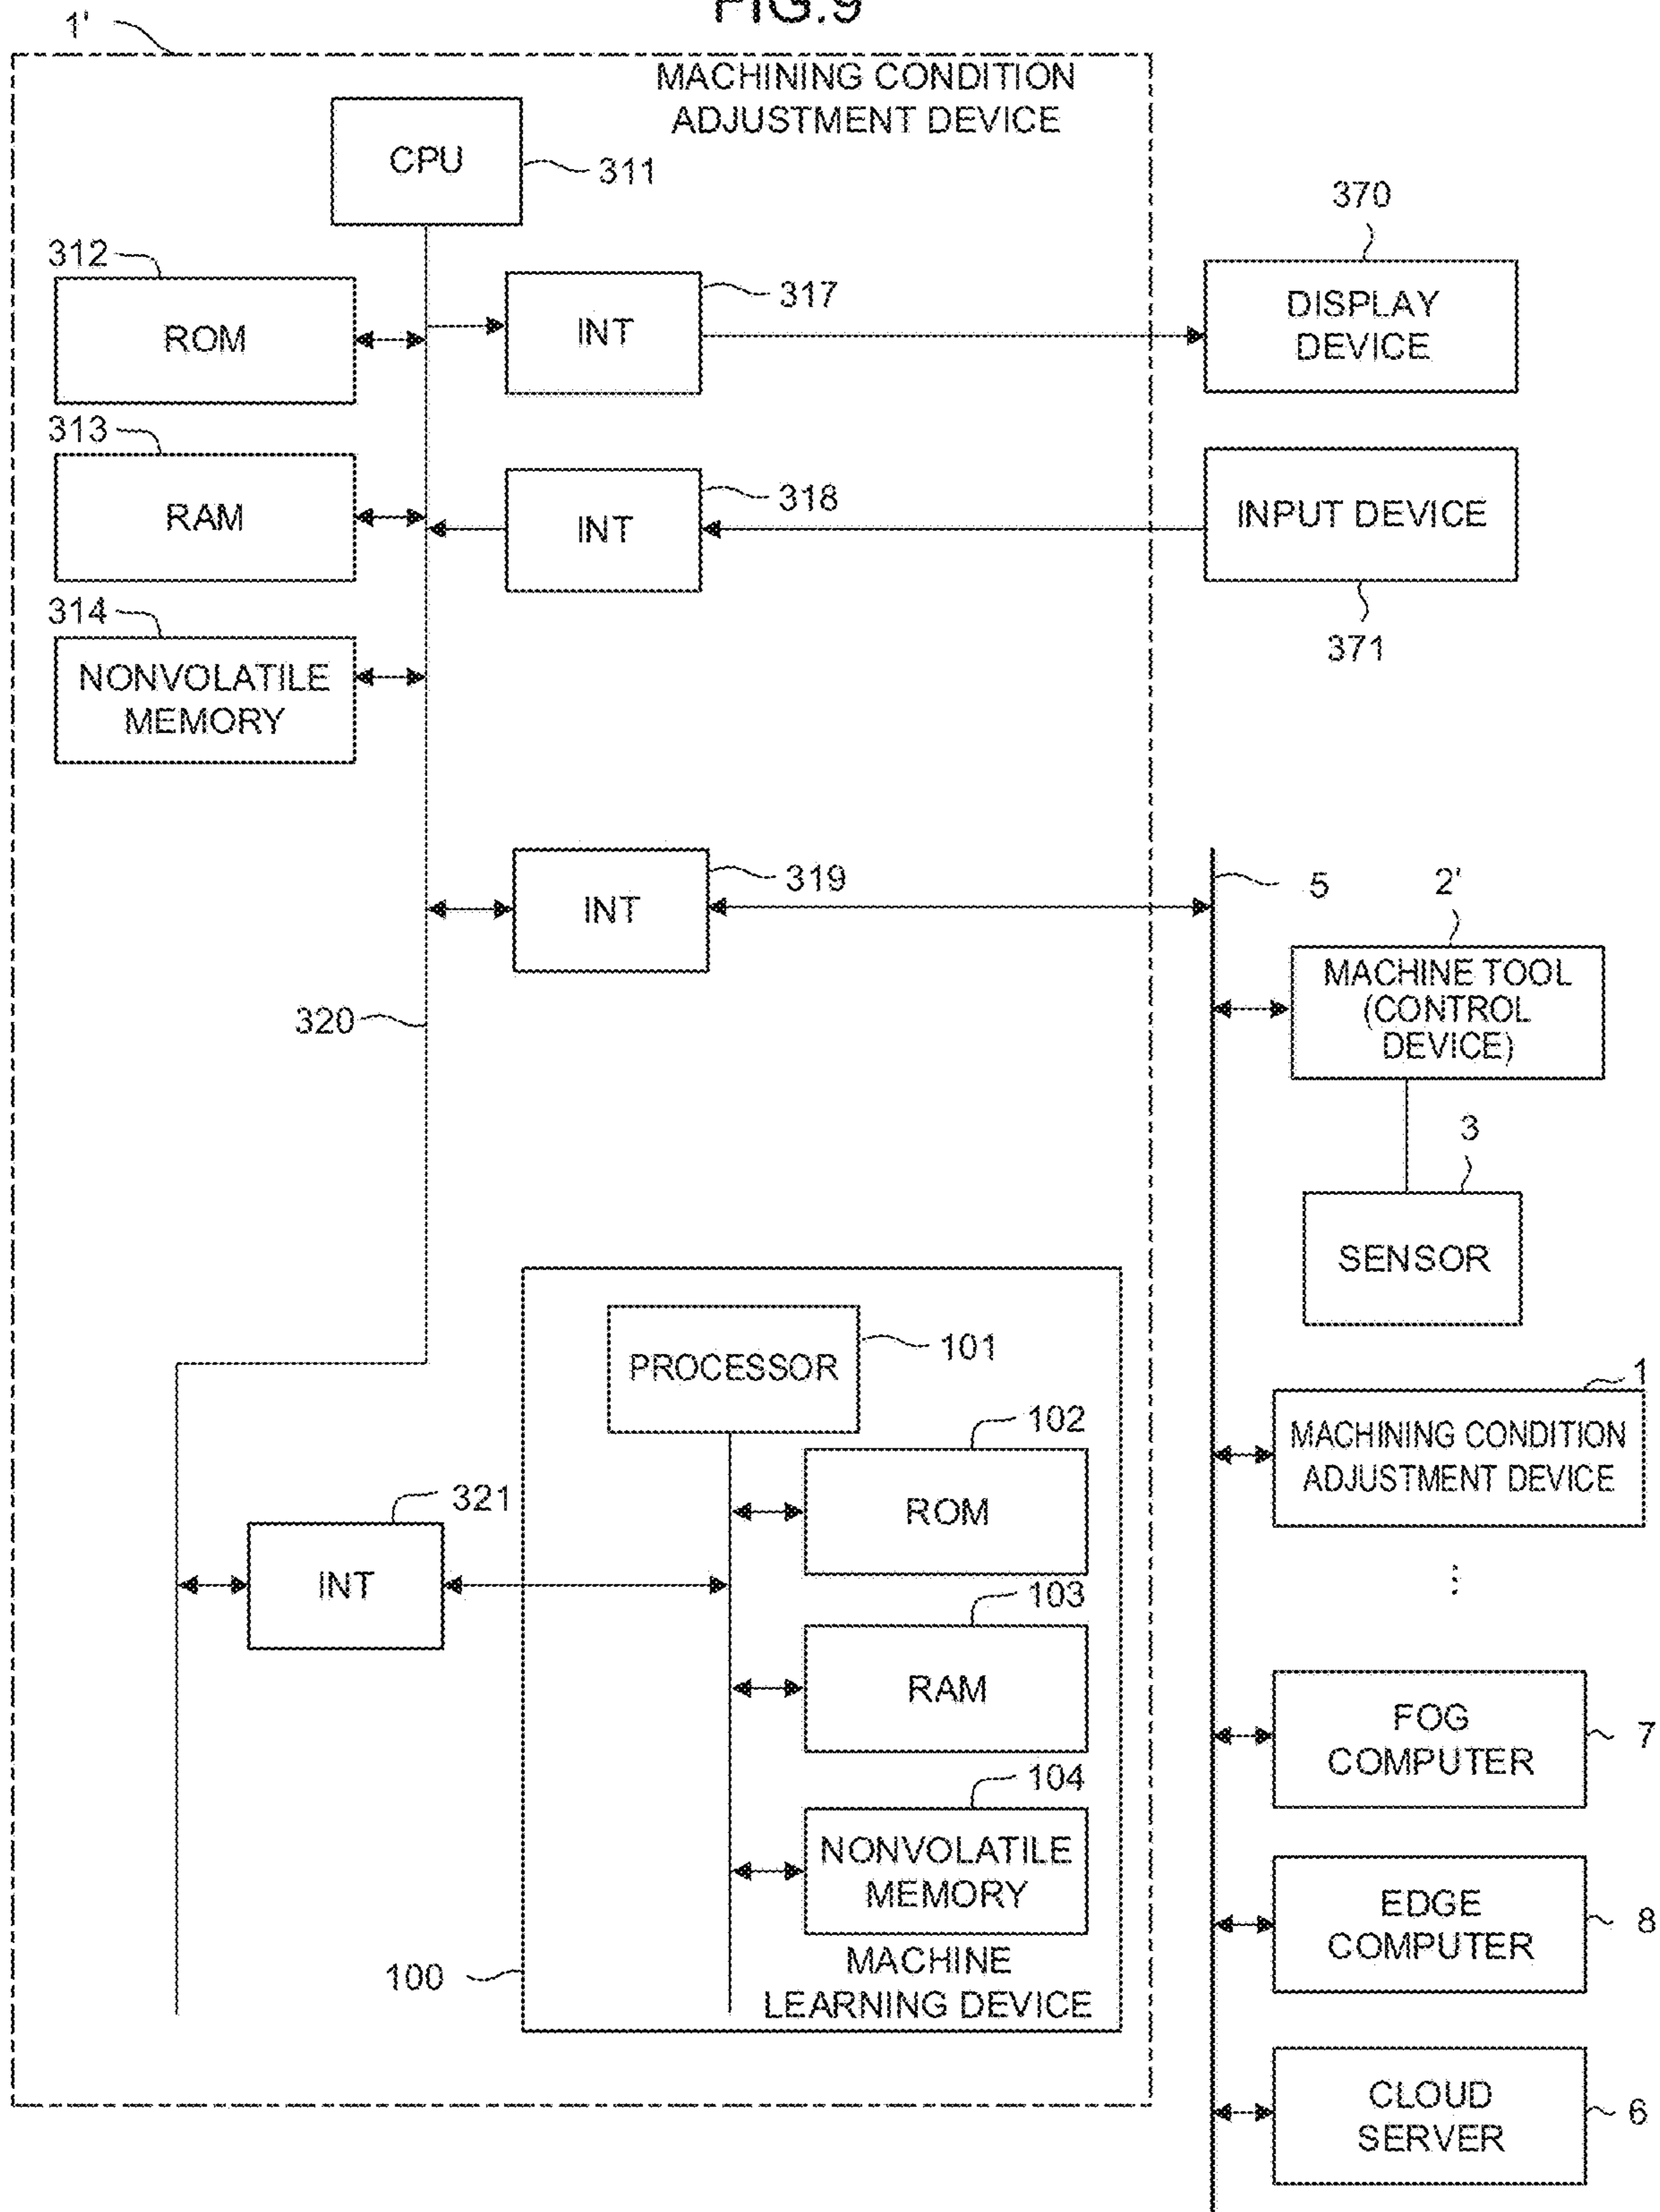 FIG.9
1'
MACHINING CONDITION
ADJUSTMENT DEVICE
CPU
311
312
ROM
317
INT
370
DISPLAY
DEVICE
313
RAM
318
INT
INPUT DEVICE
371
314
NONVOLATILE
MEMORY
319
INT
5
2'
MACHINE TOOL
(CONTROL
DEVICE)
320
3
SENSOR
PROCESSOR
101
1
MACHINING CONDITION
ADJUSTMENT DEVICE
102
ROM
321
INT
⋮
103
RAM
FOG
COMPUTER
7
104
NONVOLATILE
MEMORY
EDGE
COMPUTER
8
100
MACHINE
LEARNING DEVICE
CLOUD
SERVER
6